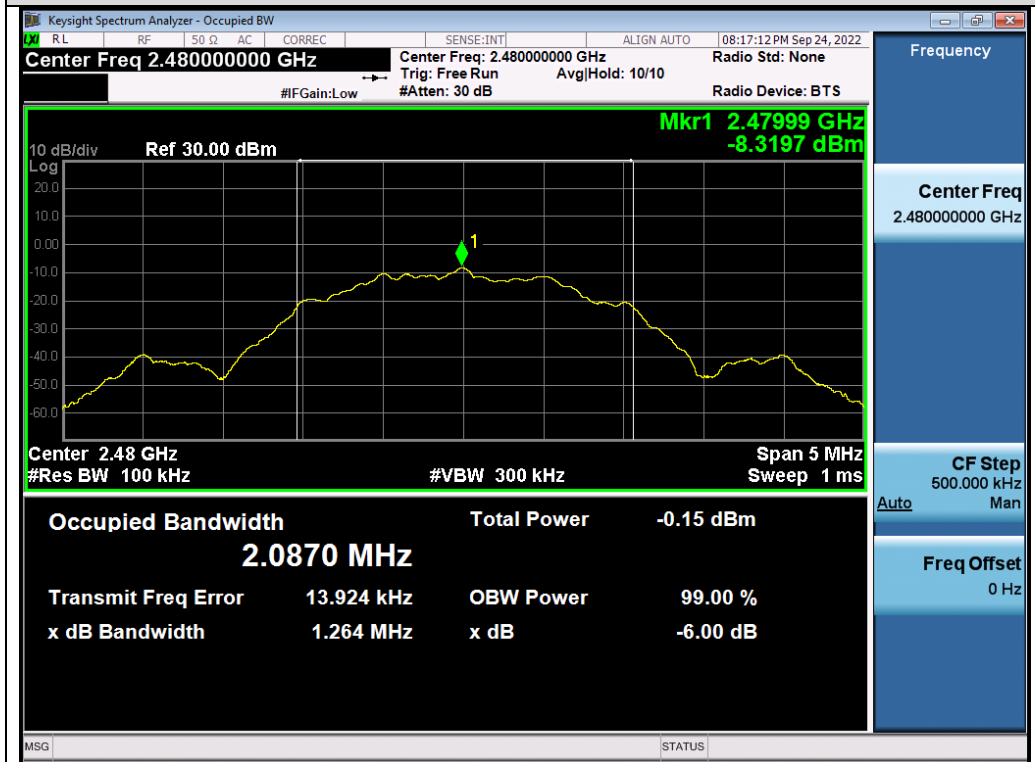 Keysight Spectrum Analyzer - Occupied BW
LXI RL RF 50 Ω AC CORREC SENSE:INT ALIGN AUTO 08:17:12 PM Sep 24, 2022
Center Freq 2.480000000 GHz
#IFGain:Low
Center Freq: 2.480000000 GHz
Trig: Free Run Avg|Hold: 10/10
#Atten: 30 dB
Radio Std: None
Radio Device: BTS
Frequency
Mkr1 2.47999 GHz
-8.3197 dBm
10 dB/div Ref 30.00 dBm
Log
20.0
10.0
0.00
-10.0
-20.0
-30.0
-40.0
-50.0
-60.0
1
Center 2.48 GHz Span 5 MHz
#Res BW 100 kHz #VBW 300 kHz Sweep 1 ms
Center Freq
2.480000000 GHz
CF Step
500.000 kHz
Auto Man
Freq Offset
0 Hz
Occupied Bandwidth Total Power -0.15 dBm
2.0870 MHz
Transmit Freq Error 13.924 kHz OBW Power 99.00 %
x dB Bandwidth 1.264 MHz x dB -6.00 dB
MSG STATUS